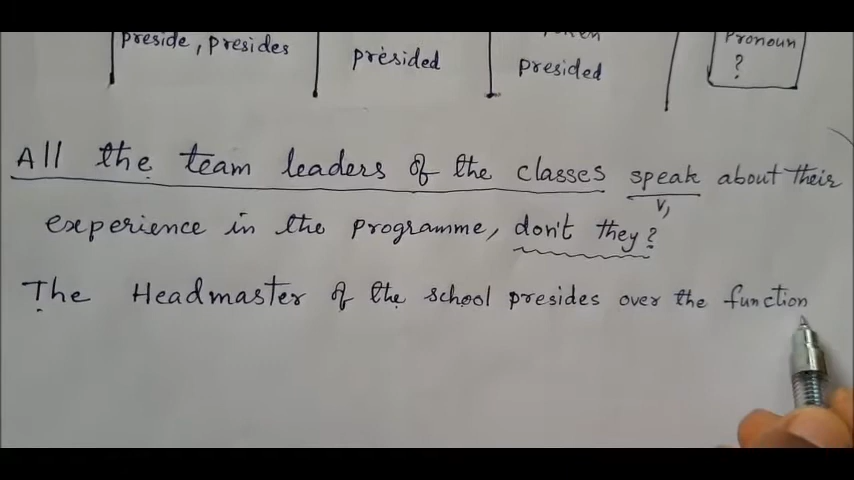 preside, presides
presided
presided
Pronoun
?
All the team leaders of the classes speak about their
V1
experience in the programme, don't they?
The Headmaster of the school presides over the function